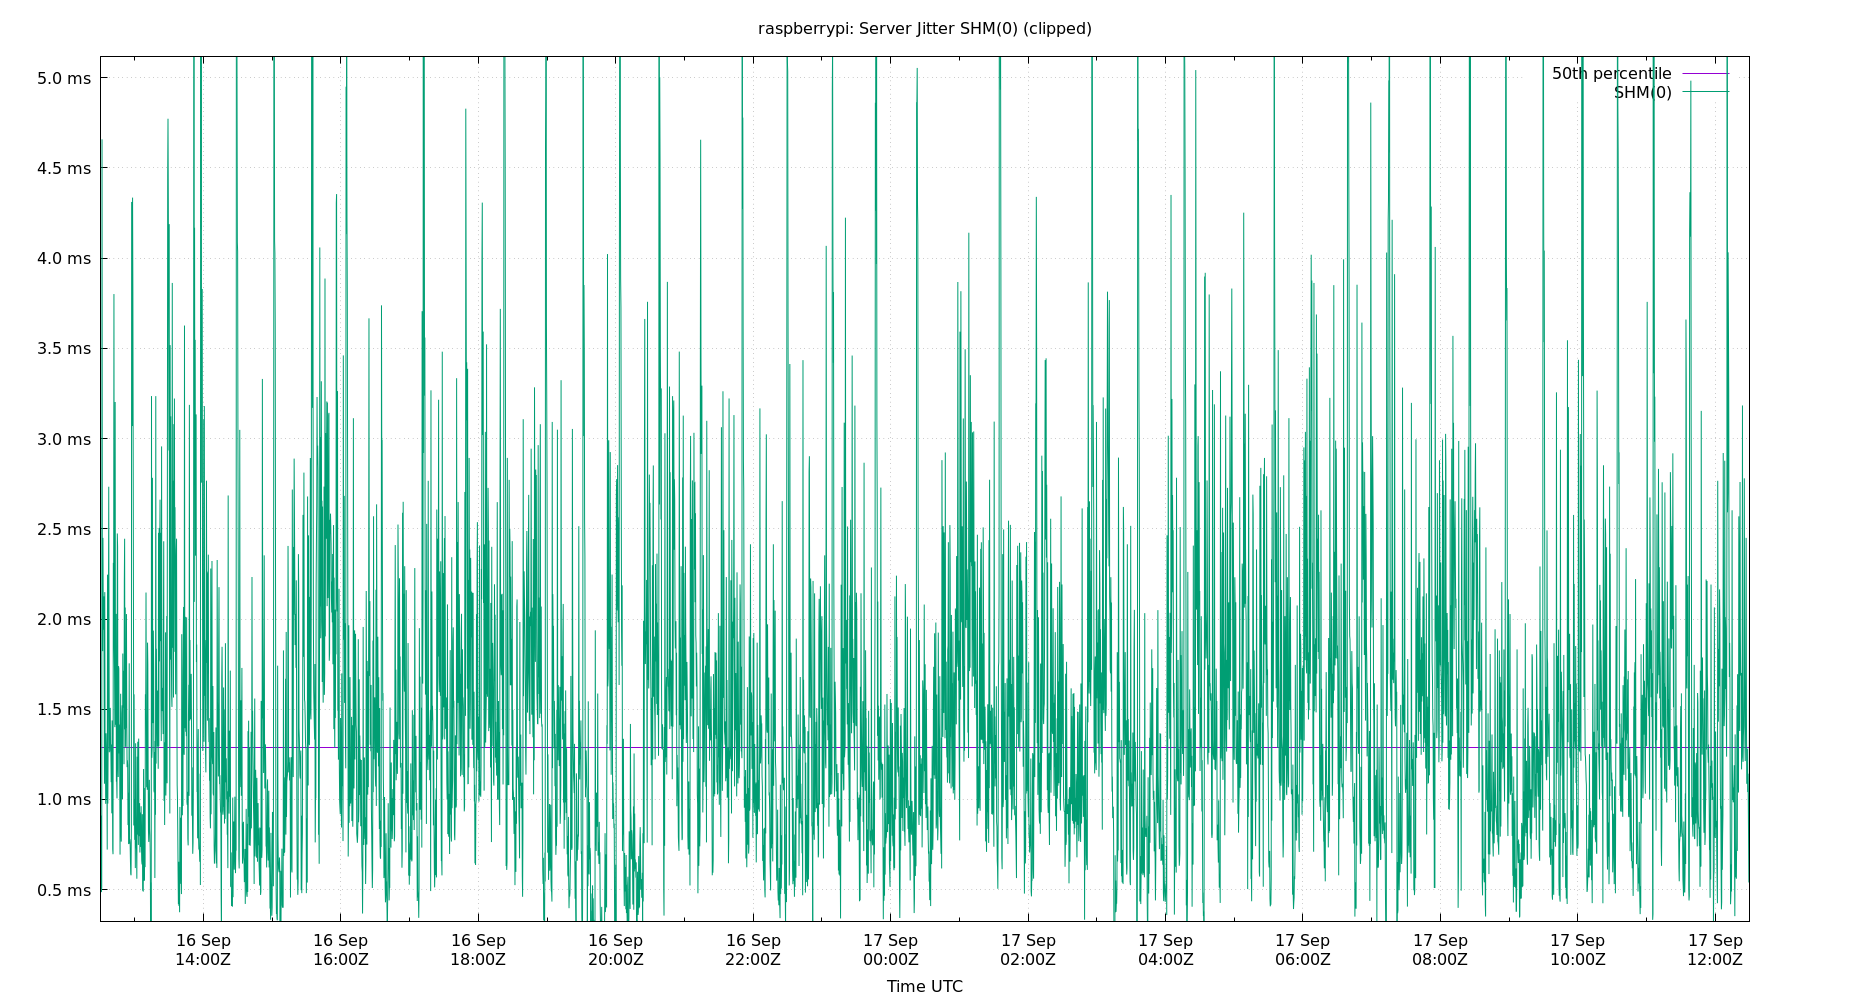 raspberrypi: Server Jitter SHM(0) (clipped)
5.0 ms
4.5 ms
4.0 ms
3.5 ms
3.0 ms
2.5 ms
2.0 ms
1.5 ms
1.0 ms
0.5 ms
50th percentile
SHM(0)
16 Sep 16 Sep 16 Sep 16 Sep 16 Sep 17 Sep 17 Sep 17 Sep 17 Sep 17 Sep 17 Sep 17 Sep
14:00Z 16:00Z 18:00Z 20:00Z 22:00Z 00:00Z 02:00Z 04:00Z 06:00Z 08:00Z 10:00Z 12:00Z
Time UTC